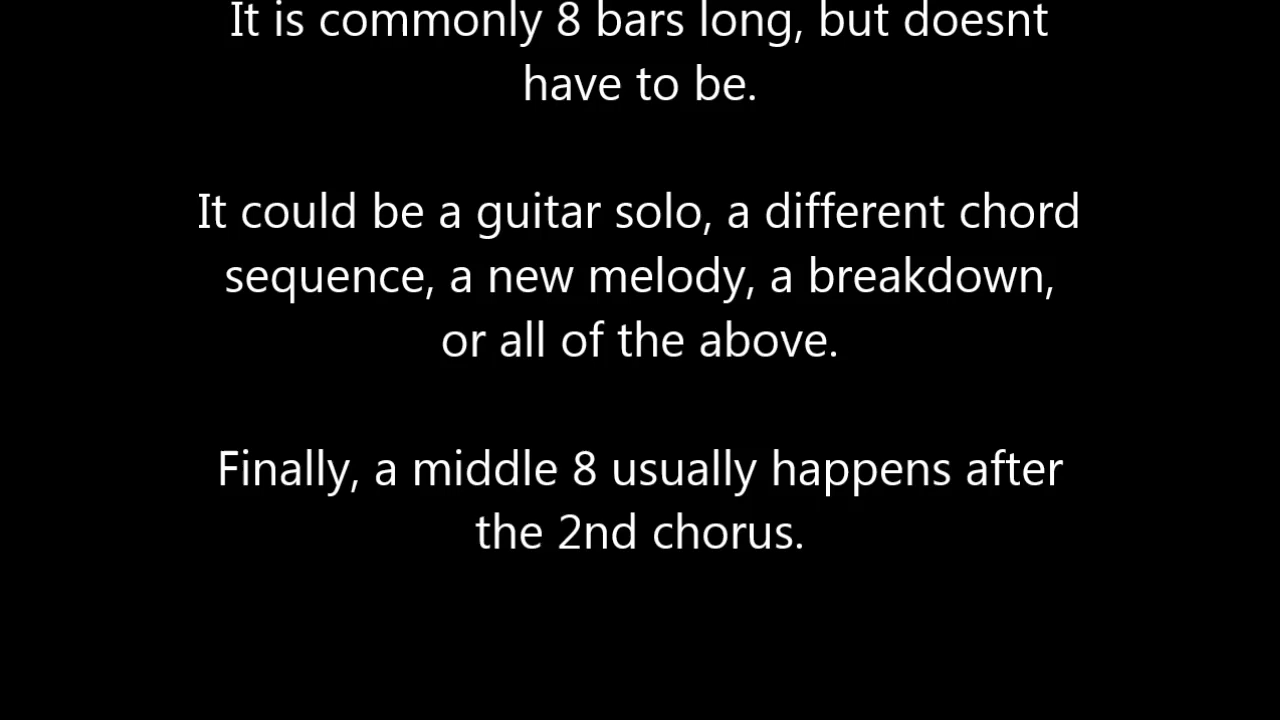 It is commonly 8 bars long, but doesnt
have to be.
It could be a guitar solo, a different chord
sequence, a new melody, a breakdown,
or all of the above.
Finally, a middle 8 usually happens after
the 2nd chorus.